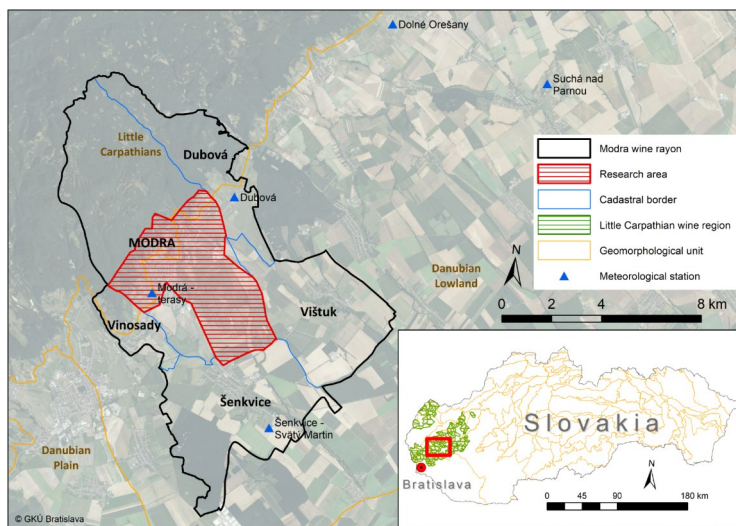 Dolné Orešany
Suchá nad
Parnou
Little
Carpathians
Dubová
Dubová
MODRA
Modrá -
terasy
Vinosady
Vištuk
Danubian
Lowland
Šenkvice
Šenkvice -
Svätý Martin
Danubian
Plain
© GKÚ Bratislava
Modra wine rayon
Research area
Cadastral border
Little Carpathian wine region
Geomorphological unit
Meteorological station
N
0 2 4 8 km
Slovakia
Bratislava
N
0 45 90 180 km